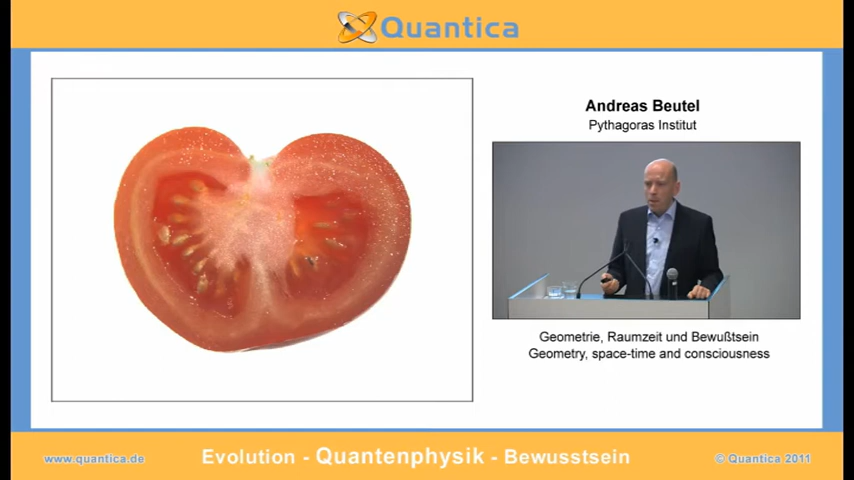 Quantica
Andreas Beutel
Pythagoras Institut
Geometrie, Raumzeit und Bewußtsein
Geometry, space-time and consciousness
www.quantica.de
Evolution - Quantenphysik - Bewusstsein
© Quantica 2011